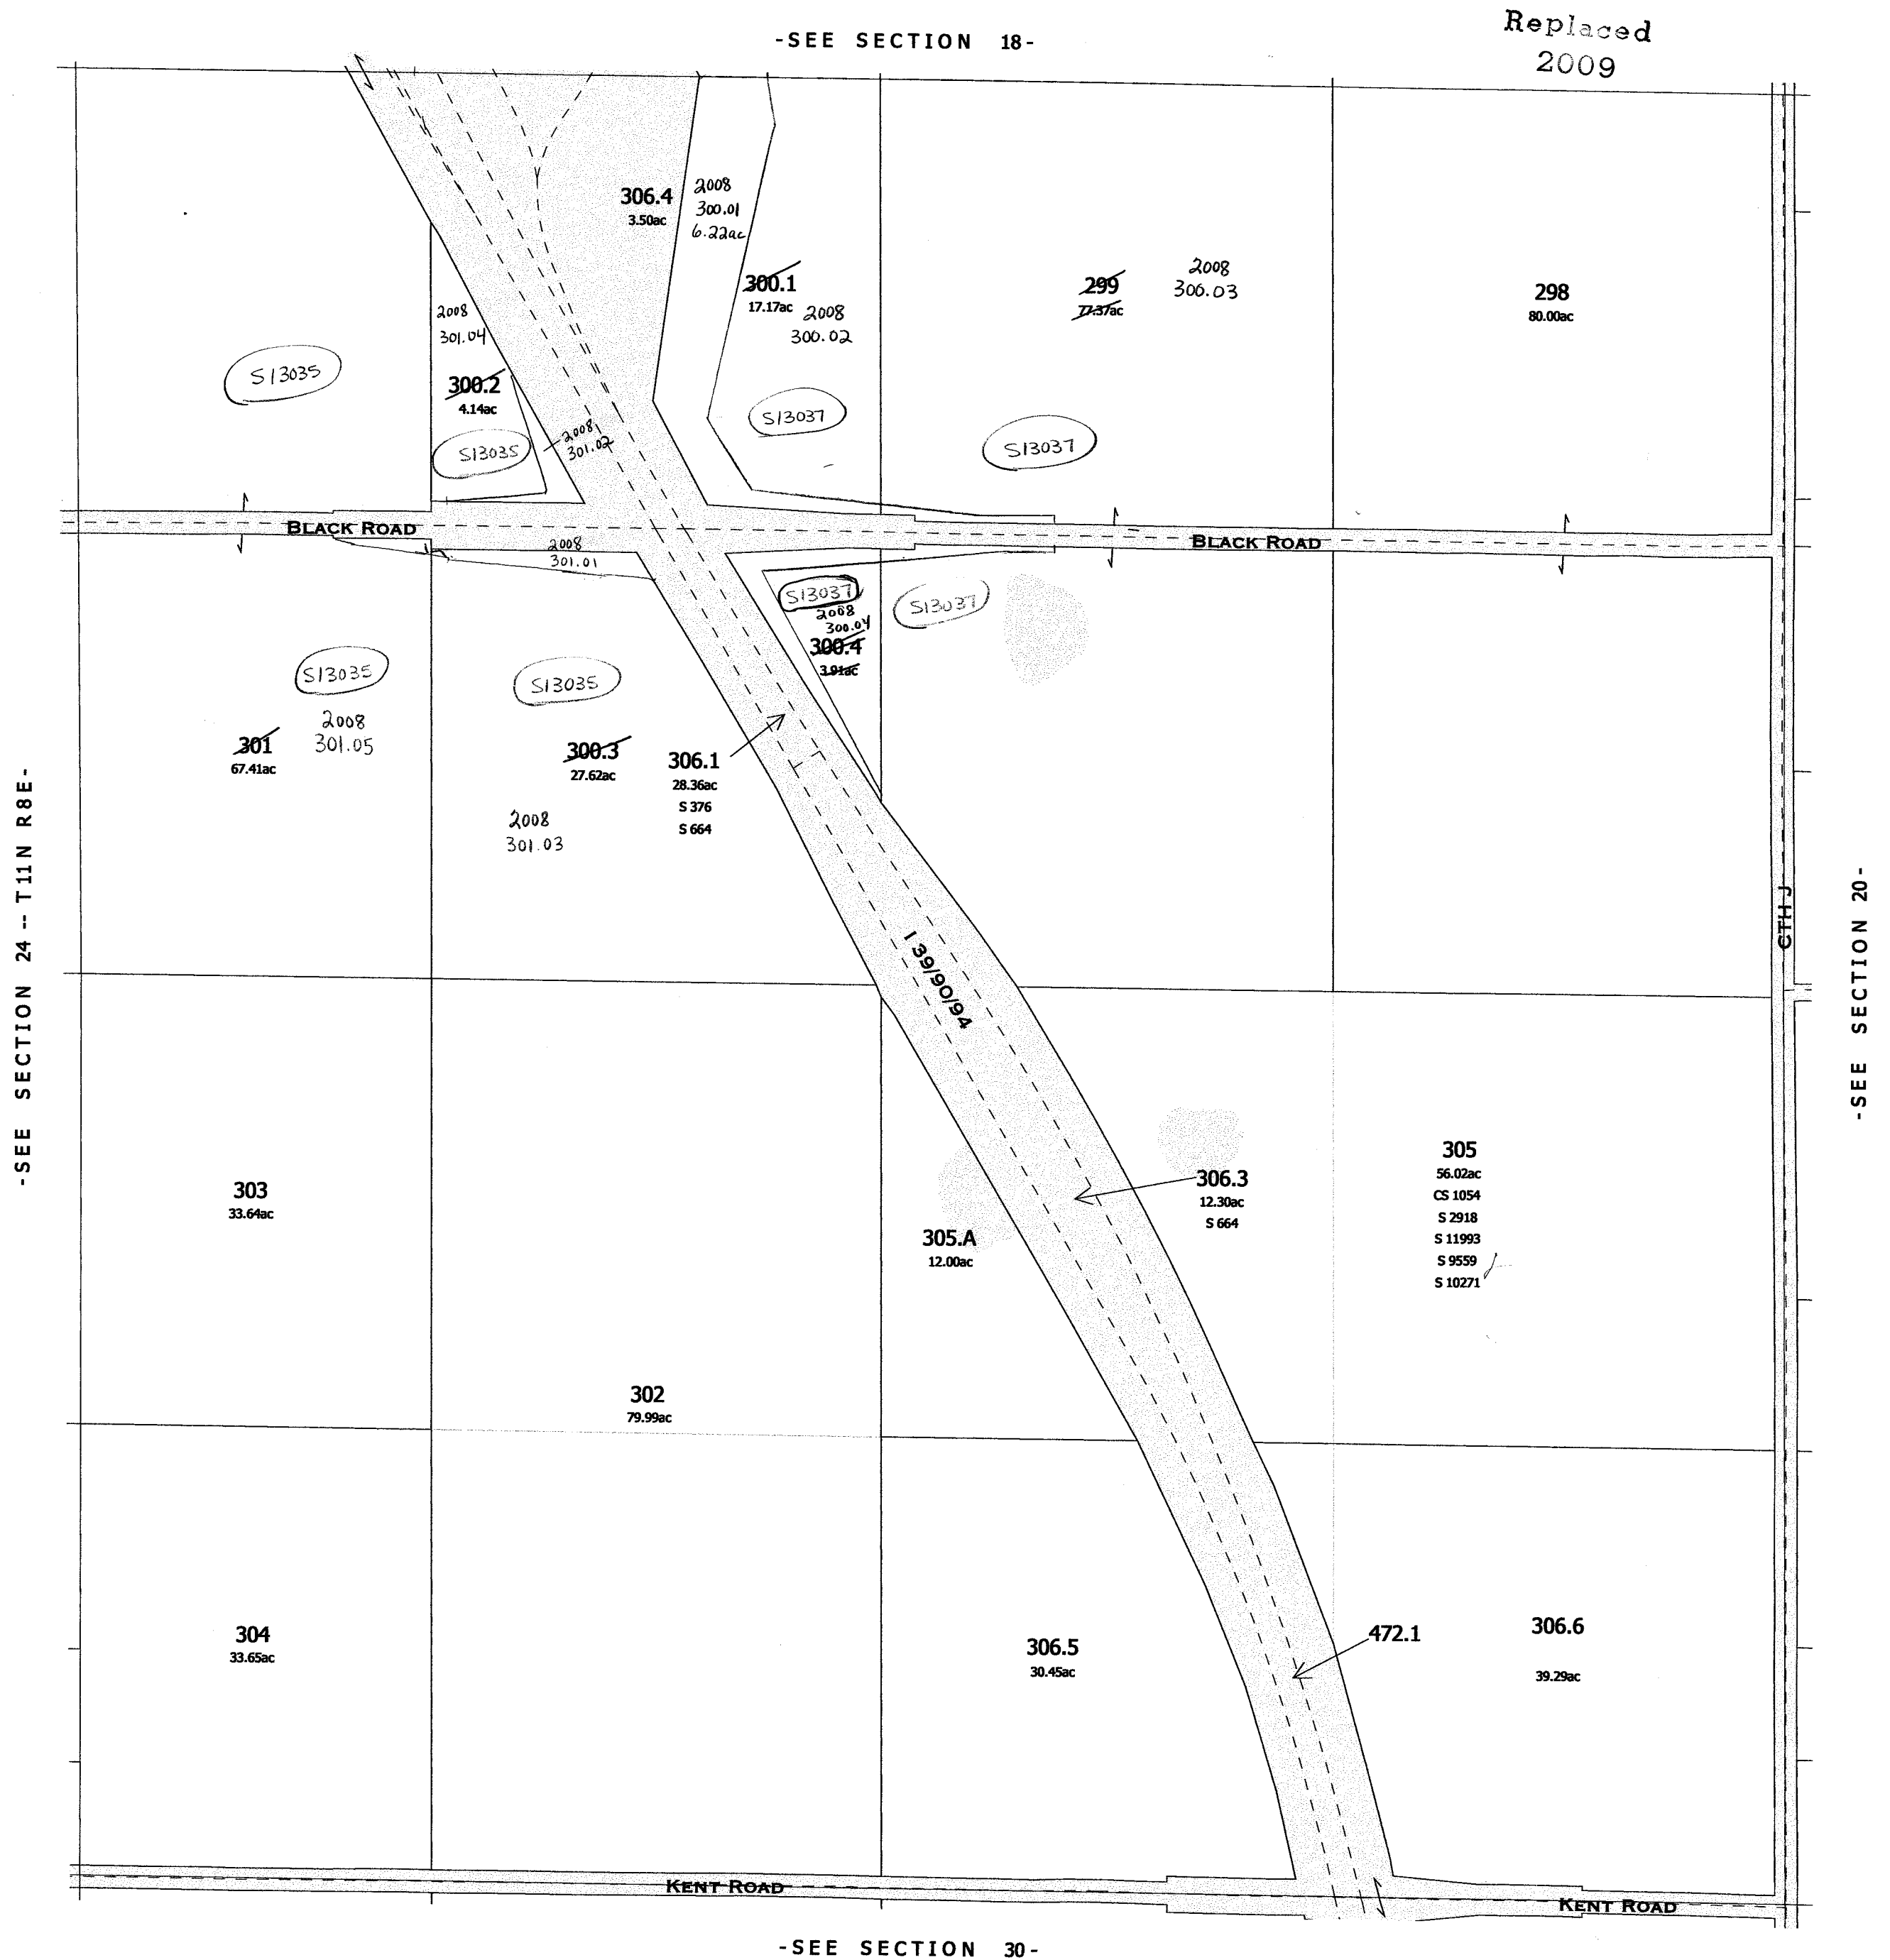 Replaced
2009
-SEE SECTION 18-
306.4
3.50ac
2008
300.01
6.22ac
300.1
17.17ac
2008
300.02
299
77.37ac
2008
300.03
298
80.00ac
2008
301.04
S13035
300.2
4.14ac
S13035
2008
301.02
S13037
S13037
BLACK ROAD
BLACK ROAD
2008
301.01
S13037
2008
300.04
300.4
3.91ac
S13037
S13035
2008
301.05
301
67.41ac
S13035
300.3
27.62ac
2008
301.03
306.1
28.36ac
S 376
S 664
-SEE SECTION 24 -- T11N R8E-
I 39/90/94
CTH J
-SEE SECTION 20-
303
33.64ac
305.A
12.00ac
306.3
12.30ac
S 664
305
56.02ac
CS 1054
S 2918
S 11993
S 9559
S 10271
302
79.99ac
304
33.65ac
306.5
30.45ac
472.1
306.6
39.29ac
KENT ROAD
KENT ROAD
-SEE SECTION 30-